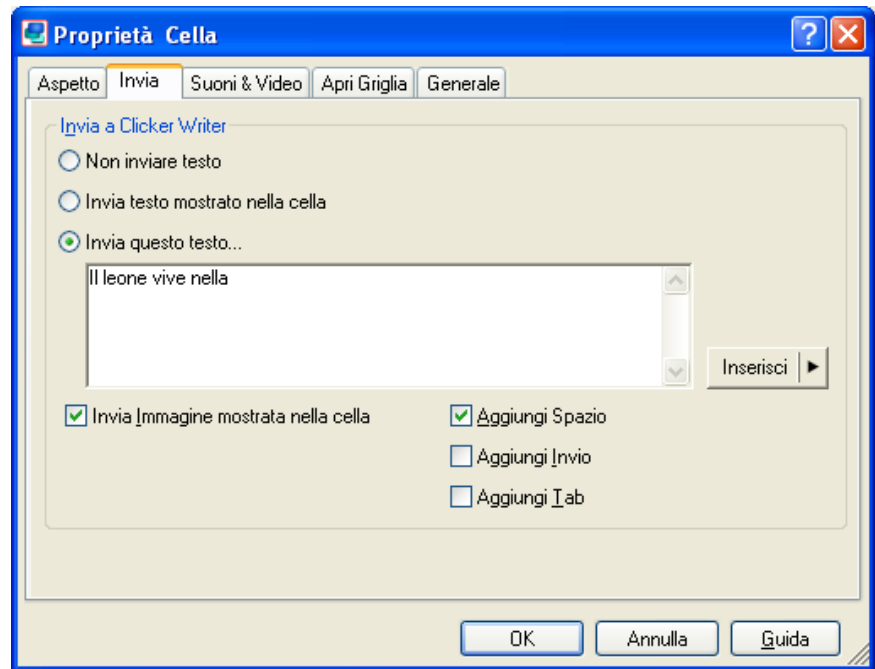 Proprietà Cella
Aspetto Invia Suoni & Video Apri Griglia Generale
Invia a Clicker Writer
Non inviare testo
Invia testo mostrato nella cella
Invia questo testo...
Il leone vive nella
Inserisci
Invia Immagine mostrata nella cella
Aggiungi Spazio
Aggiungi Invio
Aggiungi Tab
OK Annulla Guida